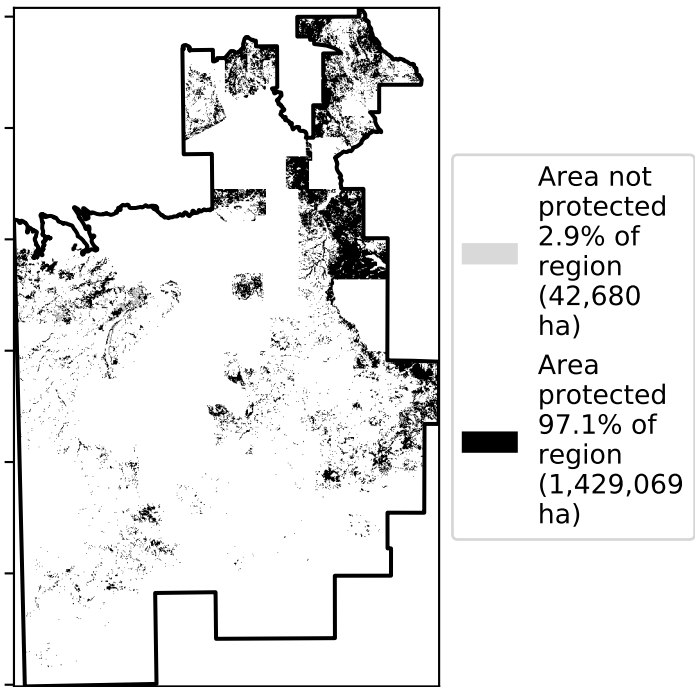 Area not
protected
2.9% of
region
(42,680
ha)
Area
protected
97.1% of
region
(1,429,069
ha)